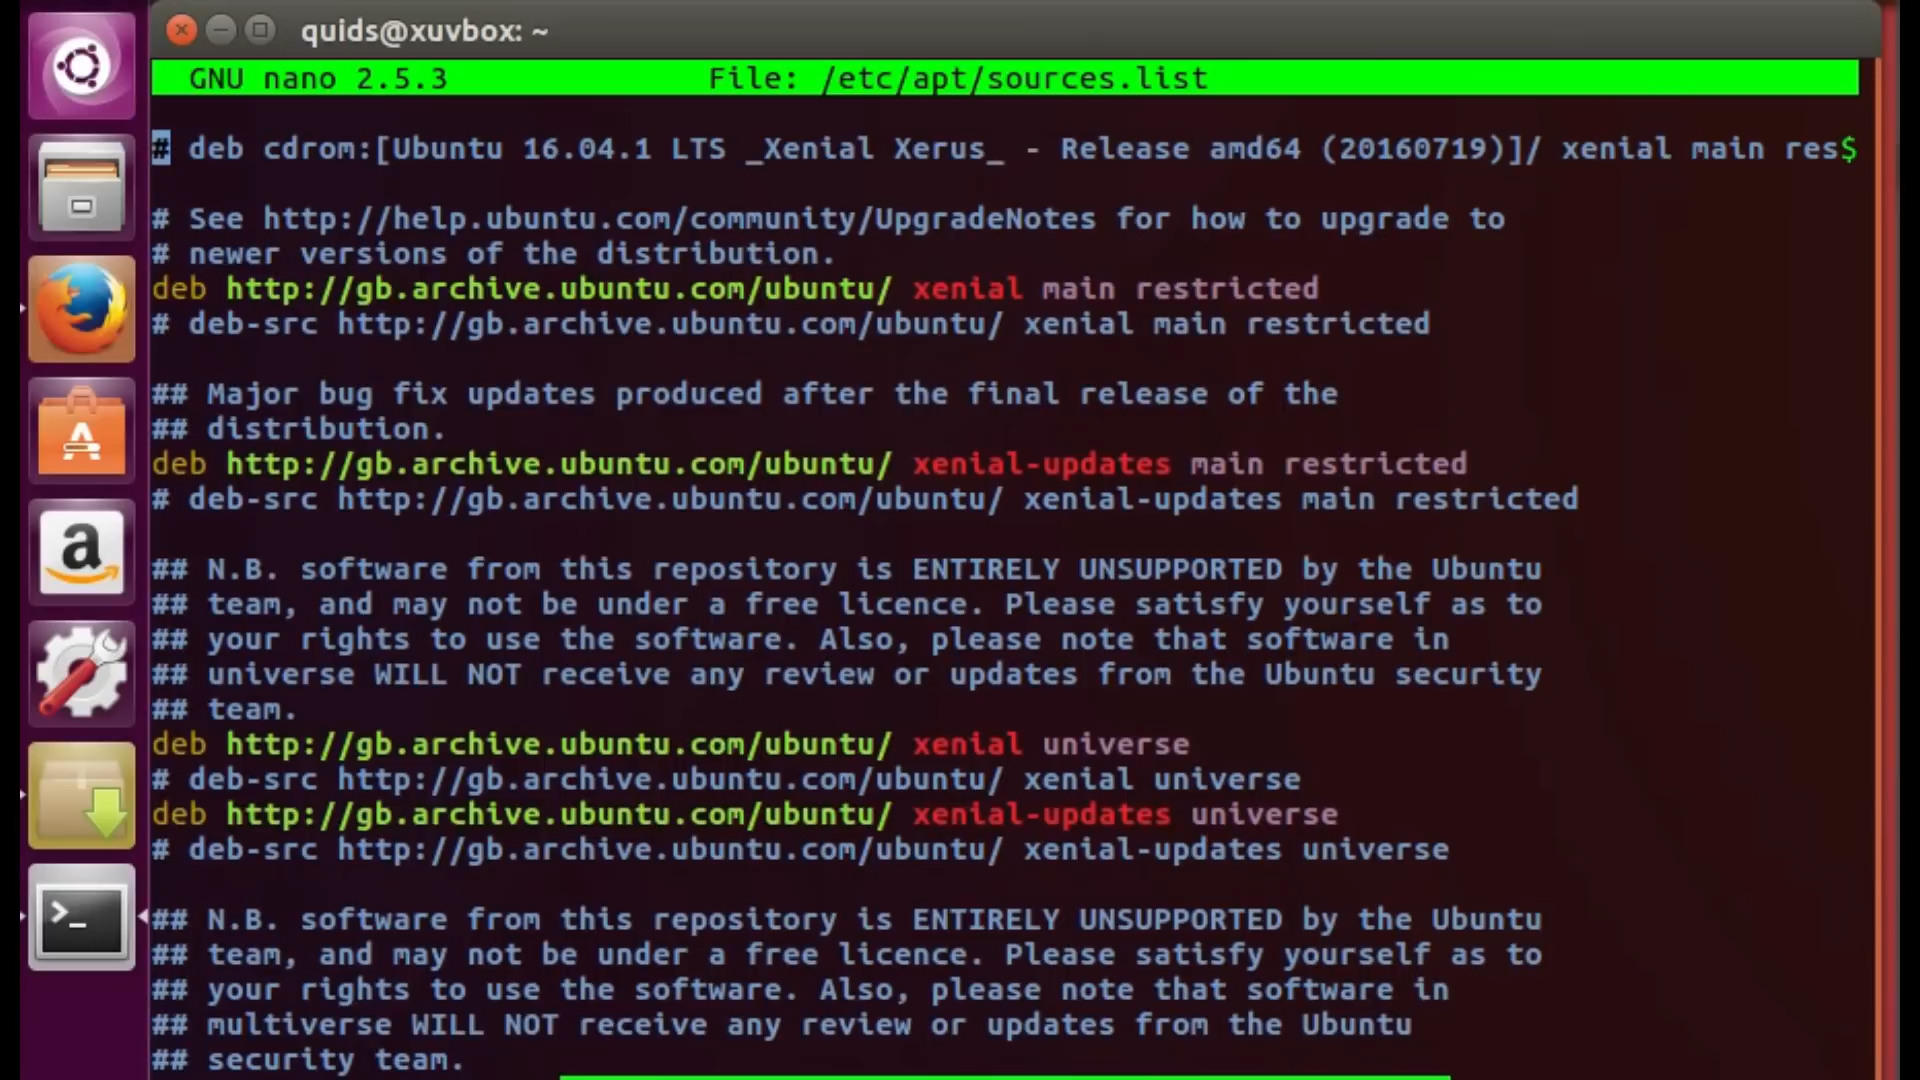 quids@xuvbox: ~
GNU nano 2.5.3 File: /etc/apt/sources.list
# deb cdrom:[Ubuntu 16.04.1 LTS _Xenial Xerus_ - Release amd64 (20160719)]/ xenial main res$
# See http://help.ubuntu.com/community/UpgradeNotes for how to upgrade to
# newer versions of the distribution.
deb http://gb.archive.ubuntu.com/ubuntu/ xenial main restricted
# deb-src http://gb.archive.ubuntu.com/ubuntu/ xenial main restricted
## Major bug fix updates produced after the final release of the
## distribution.
deb http://gb.archive.ubuntu.com/ubuntu/ xenial-updates main restricted
# deb-src http://gb.archive.ubuntu.com/ubuntu/ xenial-updates main restricted
## N.B. software from this repository is ENTIRELY UNSUPPORTED by the Ubuntu
## team, and may not be under a free licence. Please satisfy yourself as to
## your rights to use the software. Also, please note that software in
## universe WILL NOT receive any review or updates from the Ubuntu security
## team.
deb http://gb.archive.ubuntu.com/ubuntu/ xenial universe
# deb-src http://gb.archive.ubuntu.com/ubuntu/ xenial universe
deb http://gb.archive.ubuntu.com/ubuntu/ xenial-updates universe
# deb-src http://gb.archive.ubuntu.com/ubuntu/ xenial-updates universe
## N.B. software from this repository is ENTIRELY UNSUPPORTED by the Ubuntu
## team, and may not be under a free licence. Please satisfy yourself as to
## your rights to use the software. Also, please note that software in
## multiverse WILL NOT receive any review or updates from the Ubuntu
## security team.